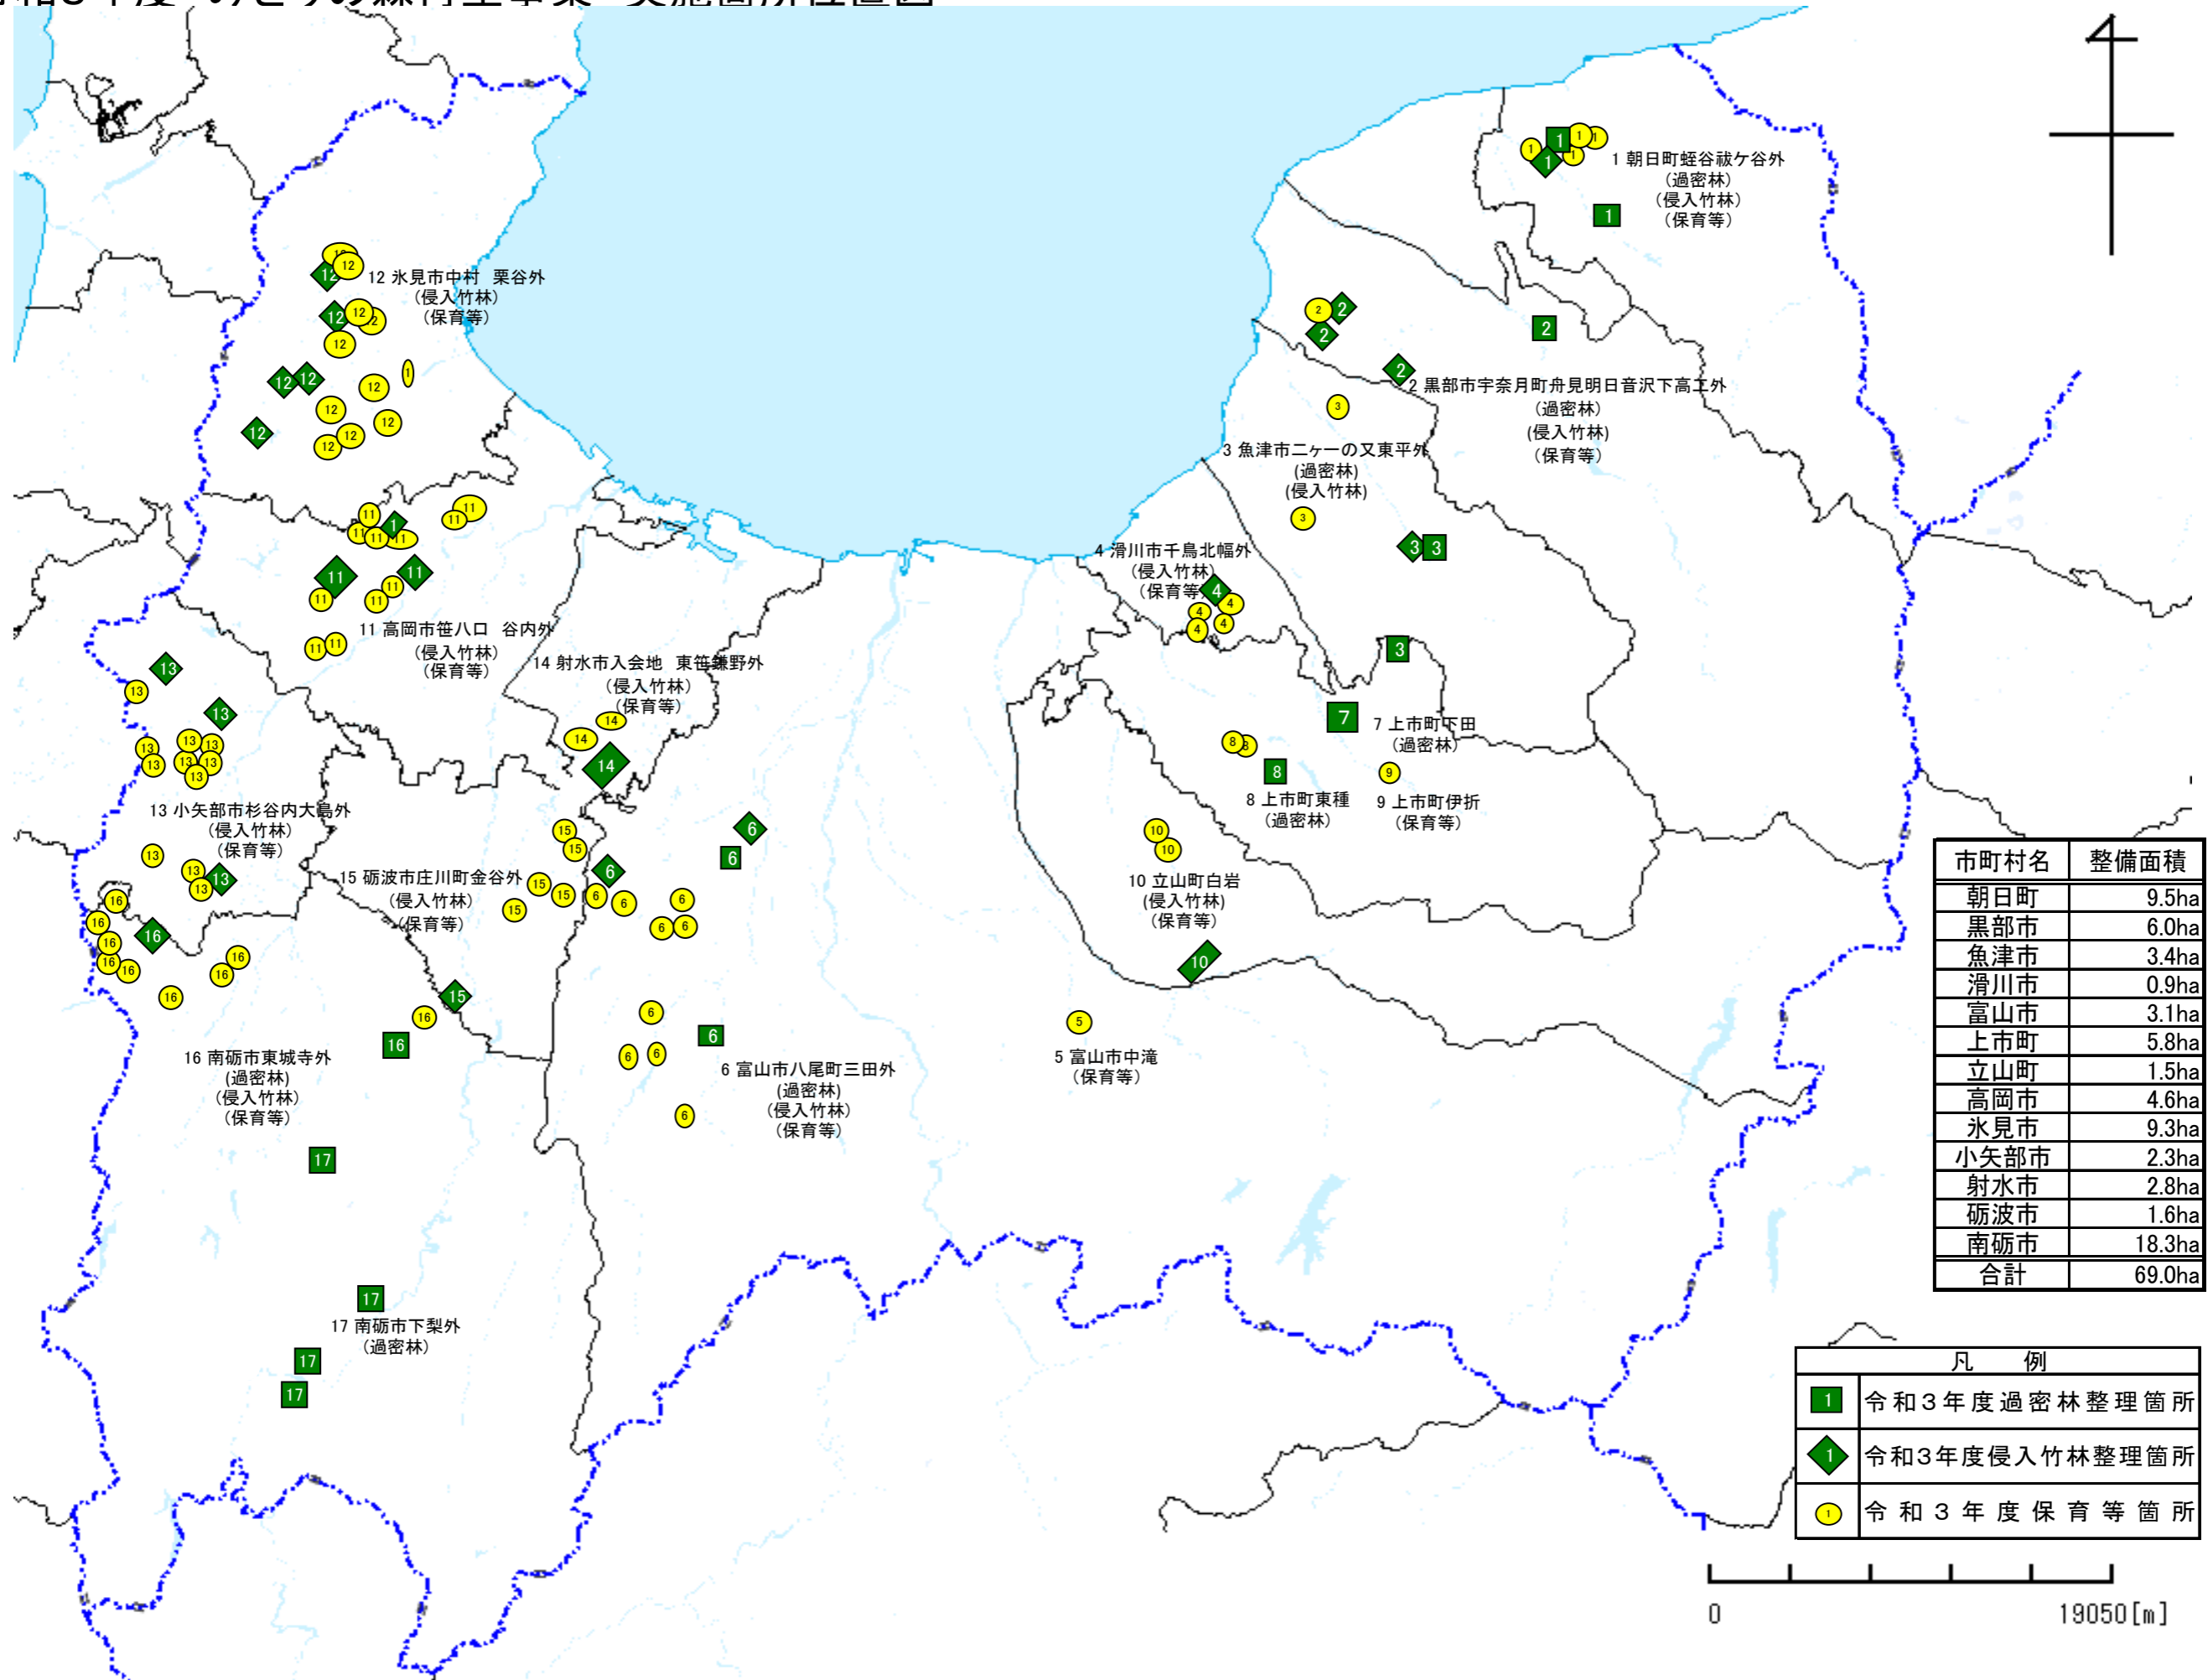 1 朝日町蛭谷祓ケ谷外
（過密林）
（侵入竹林）
（保育等）
12 氷見市中村　栗谷外
（侵入竹林）
（保育等）
2 黒部市宇奈月町舟見明日音沢下高工外
（過密林）
(侵入竹林)
（保育等）
3 魚津市二ヶ一の又東平外
(過密林)
(侵入竹林)
4 滑川市千鳥北幅外
（侵入竹林）
（保育等）
11 高岡市笹八口　谷内外
（侵入竹林）
（保育等）
14 射水市入会地　東笹鎌野外
（侵入竹林）
（保育等）
7 上市町下田
（過密林）
8 上市町東種
（過密林）
9 上市町伊折
（保育等）
13 小矢部市杉谷内大島外
（侵入竹林）
（保育等）
15 砺波市庄川町金谷外
（侵入竹林）
（保育等）
10 立山町白岩
(侵入竹林)
（保育等）
5 富山市中滝
（保育等）
16 南砺市東城寺外
(過密林)
（侵入竹林）
（保育等）
6 富山市八尾町三田外
(過密林)
（侵入竹林）
（保育等）
17 南砺市下梨外
（過密林）
市町村名 整備面積
朝日町 9.5ha
黒部市 6.0ha
魚津市 3.4ha
滑川市 0.9ha
富山市 3.1ha
上市町 5.8ha
立山町 1.5ha
高岡市 4.6ha
氷見市 9.3ha
小矢部市 2.3ha
射水市 2.8ha
砺波市 1.6ha
南砺市 18.3ha
合計 69.0ha
凡　例
1 令和３年度過密林整理箇所
1 令和3年度侵入竹林整理箇所
1 令和３年度保育等箇所
0 19050[m]